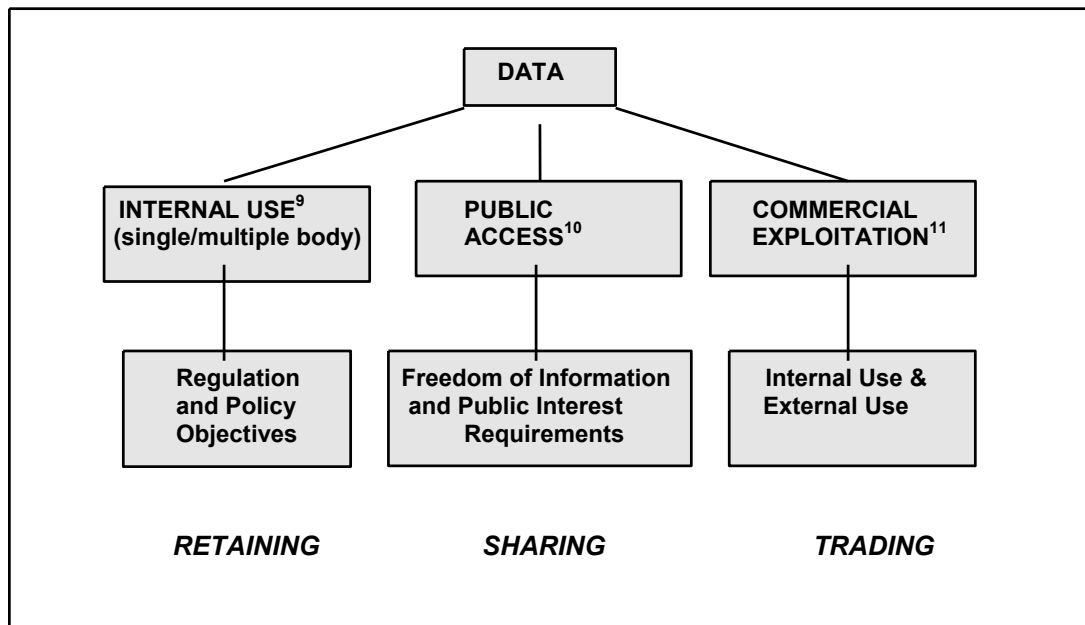 DATA
INTERNAL USE⁹
(single/multiple body)
PUBLIC
ACCESS¹⁰
COMMERCIAL
EXPLOITATION¹¹
Regulation
and Policy
Objectives
Freedom of Information
and Public Interest
Requirements
Internal Use &
External Use
RETAINING
SHARING
TRADING